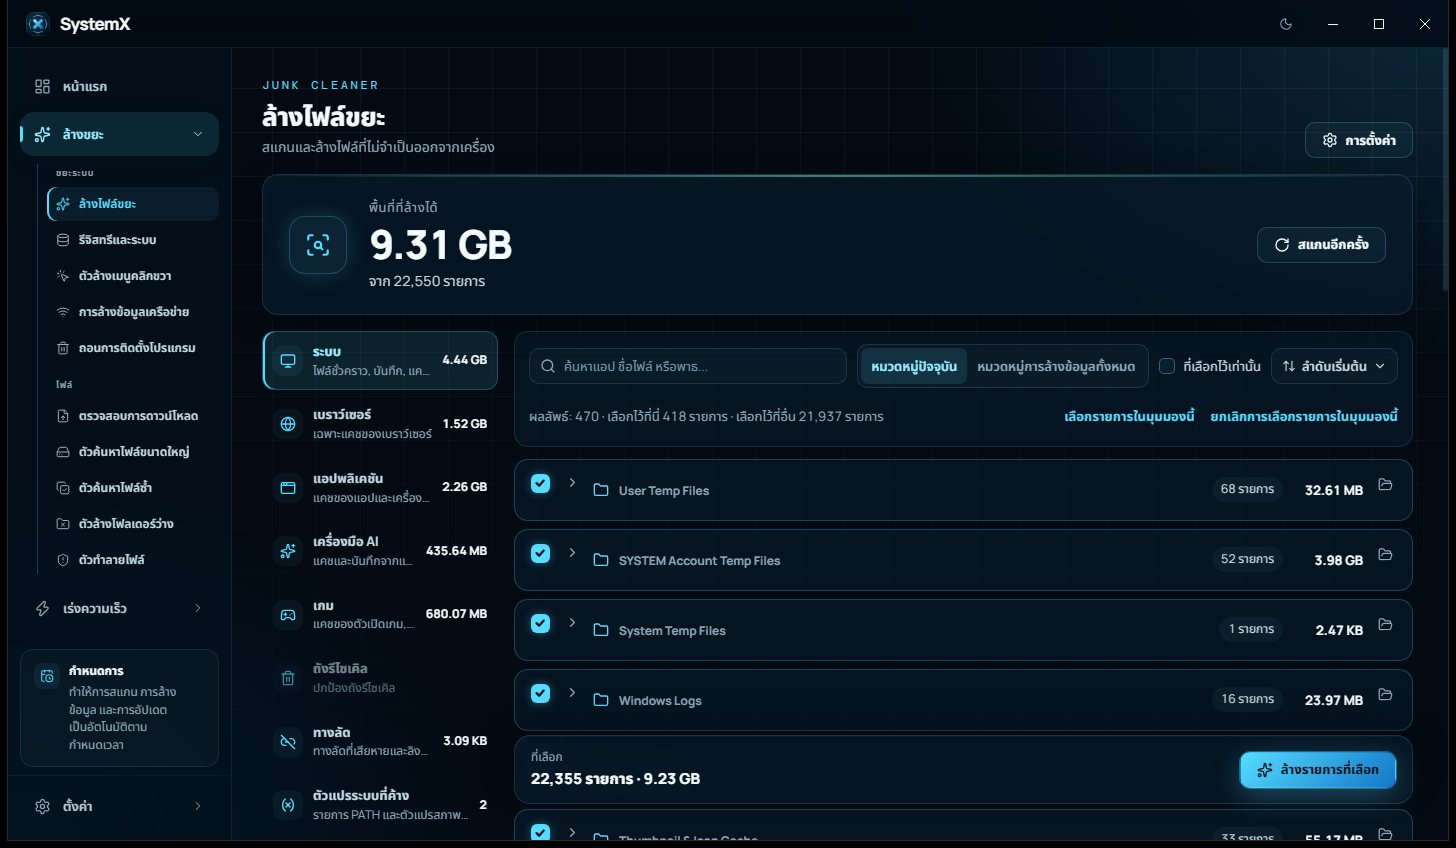 SystemX
หน้าแรก
ล้างขยะ
ขยะระบบ
ล้างไฟล์ขยะ
รีจิสทรีและระบบ
ตัวล้างเมนูคลิกขวา
การล้างข้อมูลเครือข่าย
ถอนการติดตั้งโปรแกรม
ไฟล์
ตรวจสอบการดาวน์โหลด
ตัวค้นหาไฟล์ขนาดใหญ่
ตัวค้นหาไฟล์ซ้ำ
ตัวล้างโฟลเดอร์ว่าง
ตัวทำลายไฟล์
เร่งความเร็ว
กำหนดการ
ทำให้การสแกน การล้าง
ข้อมูล และการอัปเดต
เป็นอัตโนมัติตาม
กำหนดเวลา
ตั้งค่า
JUNK CLEANER
ล้างไฟล์ขยะ
สแกนและล้างไฟล์ที่ไม่จำเป็นออกจากเครื่อง
การตั้งค่า
พื้นที่ที่ล้างได้
9.31 GB
จาก 22,550 รายการ
สแกนอีกครั้ง
ระบบ
ไฟล์ชั่วคราว, บันทึก, แค...
4.44 GB
เบราว์เซอร์
เฉพาะแคชของเบราว์เซอร์
1.52 GB
แอปพลิเคชัน
แคชของแอปและเครื่อง...
2.26 GB
เครื่องมือ AI
แคชและบันทึกจากแ...
435.64 MB
เกม
แคชของตัวเปิดเกม,...
680.07 MB
ถังรีไซเคิล
ปกป้องถังรีไซเคิล
ทางลัด
ทางลัดที่เสียหายและลิง...
3.09 KB
ตัวแปรระบบที่ค้าง
รายการ PATH และตัวแปรสภาพ...
2
ค้นหาแอป ชื่อไฟล์ หรือพาธ...
หมวดหมู่ปัจจุบัน
หมวดหมู่การล้างข้อมูลทั้งหมด
ที่เลือกไว้เท่านั้น
ลำดับเริ่มต้น
ผลลัพธ์: 470 · เลือกไว้ที่นี่ 418 รายการ · เลือกไว้ที่อื่น 21,937 รายการ
เลือกรายการในมุมมองนี้
ยกเลิกการเลือกรายการในมุมมองนี้
User Temp Files
68 รายการ
32.61 MB
SYSTEM Account Temp Files
52 รายการ
3.98 GB
System Temp Files
1 รายการ
2.47 KB
Windows Logs
16 รายการ
23.97 MB
ที่เลือก
22,355 รายการ · 9.23 GB
ล้างรายการที่เลือก
Thumbnail & Icon Cache
33 รายการ
55.17 MB